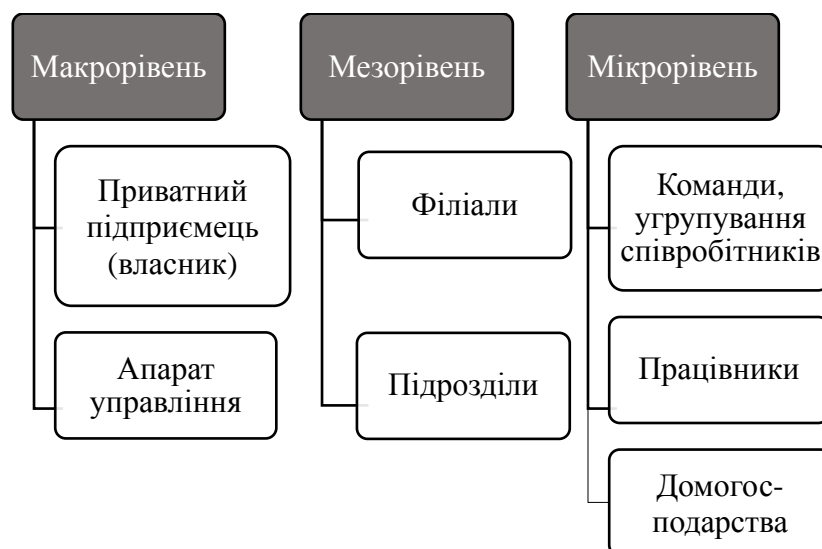 Макрорівень
Приватний
підприємець
(власник)
Апарат
управління
Мезорівень
Філіали
Підрозділи
Мікрорівень
Команди,
угрупування
співробітників
Працівники
Домогос-
подарства